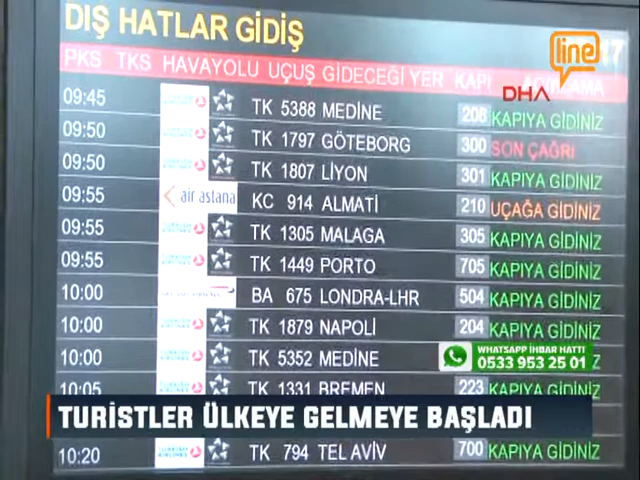 DIŞ HATLAR GİDİŞ
line
DHA
PKS TKS HAVAYOLU UÇUŞ GİDECEĞİ YER KAPI AÇIKLAMA
09:45 TK 5388 MEDİNE 208 KAPIYA GİDİNİZ
09:50 TK 1797 GÖTEBORG 300 SON ÇAĞRI
09:50 TK 1807 LİYON 301 KAPIYA GİDİNİZ
09:55 air astana KC 914 ALMATİ 210 UÇAĞA GİDİNİZ
09:55 TK 1305 MALAGA 305 KAPIYA GİDİNİZ
09:55 TK 1449 PORTO 705 KAPIYA GİDİNİZ
10:00 BA 675 LONDRA-LHR 504 KAPIYA GİDİNİZ
10:00 TK 1879 NAPOLİ 204 KAPIYA GİDİNİZ
10:00 TK 5352 MEDİNE
WHATSAPP İHBAR HATTI
0533 953 25 01
10:05 TK 1331 BREMEN 223 KAPIYA GİDİNİZ
TURİSTLER ÜLKEYE GELMEYE BAŞLADI
10:20 TURKISH AIRLINES TK 794 TEL AVİV 700 KAPIYA GİDİNİZ